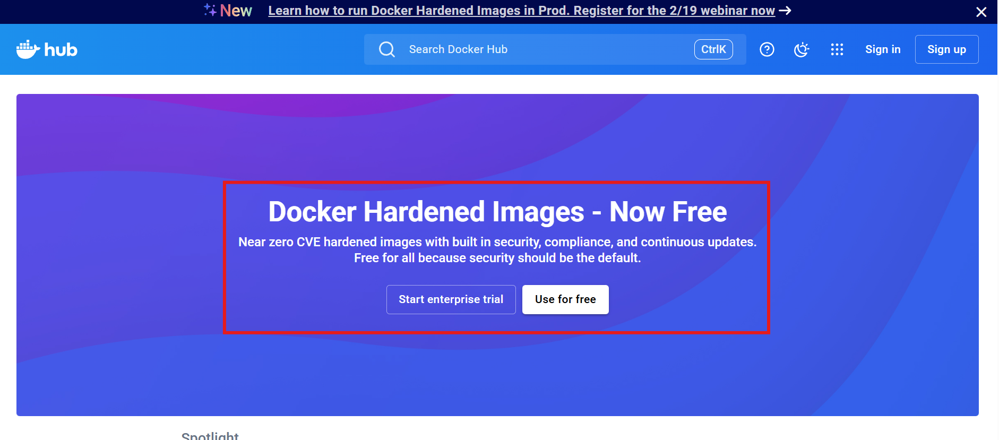 New Learn how to run Docker Hardened Images in Prod. Register for the 2/19 webinar now →
hub
Search Docker Hub
CtrlK
Sign in
Sign up
Docker Hardened Images - Now Free
Near zero CVE hardened images with built in security, compliance, and continuous updates.
Free for all because security should be the default.
Start enterprise trial
Use for free
Spotlight